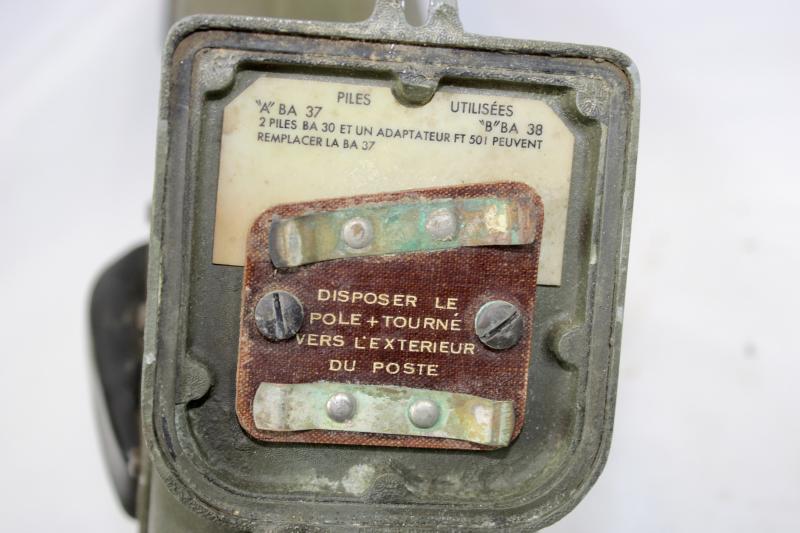 PILES UTILISÉES
"A" BA 37 "B" BA 38
2 PILES BA 30 ET UN ADAPTATEUR FT 501 PEUVENT
REMPLACER LA BA 37
DISPOSER LE
POLE + TOURNÉ
VERS L'EXTERIEUR
DU POSTE